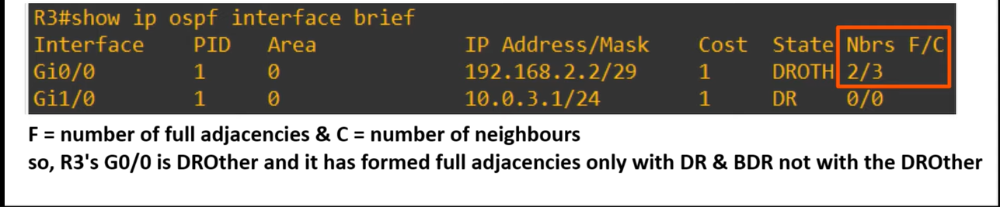 R3#show ip ospf interface brief
Interface PID Area IP Address/Mask Cost State Nbrs F/C
Gi0/0 1 0 192.168.2.2/29 1 DROTH 2/3
Gi1/0 1 0 10.0.3.1/24 1 DR 0/0
F = number of full adjacencies & C = number of neighbours
so, R3's G0/0 is DROther and it has formed full adjacencies only with DR & BDR not with the DROther